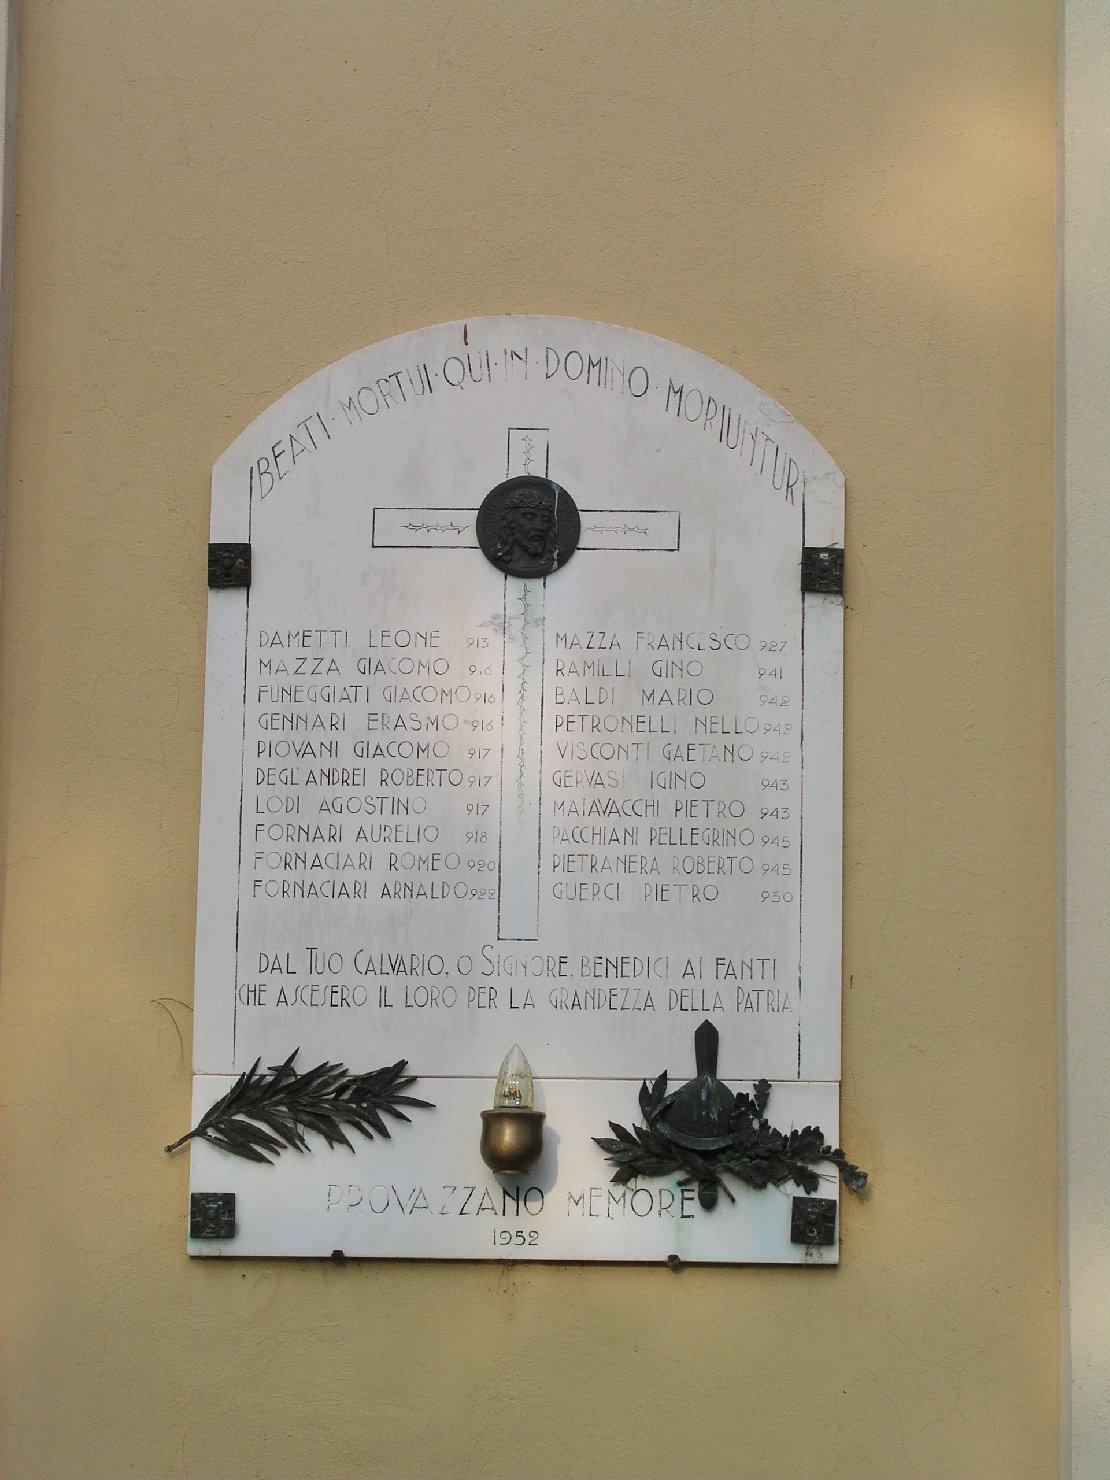 BEATI·MORTUI·QUI·IN·DOMINO·MORIUNTUR
DAMETTI LEONE 913
MAZZA GIACOMO 916
FUNEGGIATI GIACOMO 916
GENNARI ERASMO 916
PIOVANI GIACOMO 917
DEGL'ANDREI ROBERTO 917
LODI AGOSTINO 917
FORNARI AURELIO 918
FORNACIARI ROMEO 920
FORNACIARI ARNALDO 922
MAZZA FRANCESCO 927
RAMILLI GINO 941
BALDI MARIO 942
PETRONELLI NELLO 942
VISCONTI GAETANO 942
GERVASI IGINO 943
MAIAVACCHI PIETRO 943
PACCHIANI PELLEGRINO 945
PIETRANERA ROBERTO 945
GUERCI PIETRO 950
DAL TUO CALVARIO, O SIGNORE, BENEDICI AI FANTI
CHE ASCESERO IL LORO PER LA GRANDEZZA DELLA PATRIA
PROVAZZANO MEMORE
1952